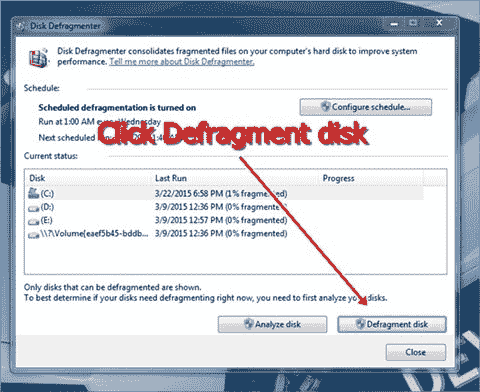 Disk Defragmenter
Disk Defragmenter consolidates fragmented files on your computer's hard disk to improve system
performance. Tell me more about Disk Defragmenter.
Schedule:
Scheduled defragmentation is turned on
Configure schedule...
Run at 1:00 AM every Wednesday
Click Defragment disk
Next scheduled
Current status:
Disk Last Run Progress
(C:) 3/22/2015 6:58 PM (1% fragmented)
(D:) 3/9/2015 12:36 PM (0% fragmented)
(E:) 3/9/2015 12:57 PM (0% fragmented)
\\?\Volume{eaef5b45-bddb... 3/9/2015 12:36 PM (0% fragmented)
Only disks that can be defragmented are shown.
To best determine if your disks need defragmenting right now, you need to first analyze your disks.
Analyze disk Defragment disk
Close